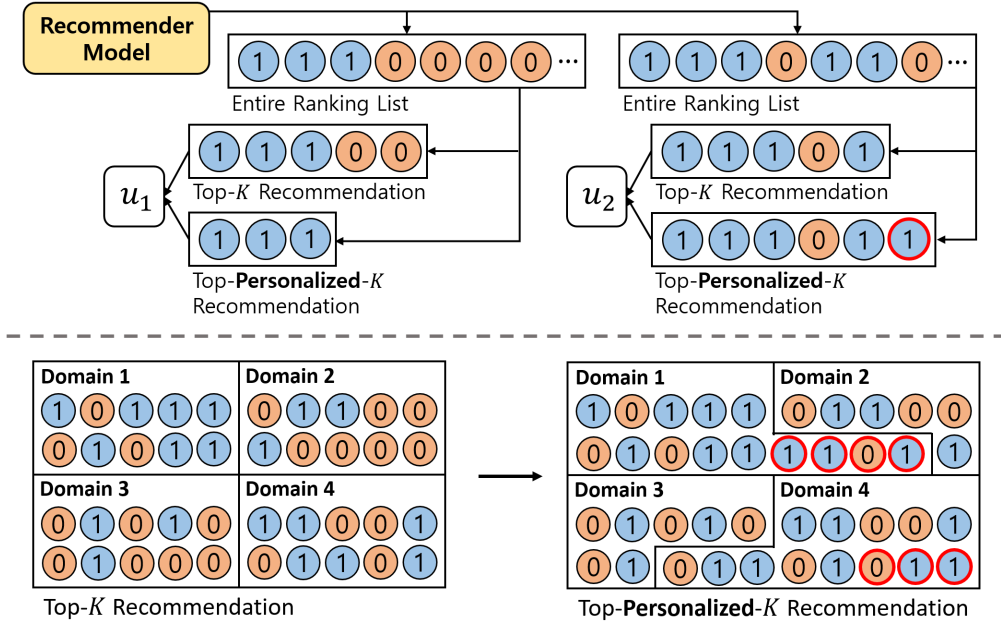 Recommender
Model
1 1 1 0 0 0 0 ...
Entire Ranking List
1 1 1 0 1 1 0 ...
Entire Ranking List
u1
1 1 1 0 0
Top-K Recommendation
1 1 1
Top-Personalized-K
Recommendation
u2
1 1 1 0 1
Top-K Recommendation
1 1 1 0 1 1
Top-Personalized-K
Recommendation
Domain 1
1 0 1 1 1
0 1 0 1 1
Domain 2
0 1 1 0 0
1 0 0 0 0
Domain 3
0 1 0 1 0
0 1 0 0 0
Domain 4
1 1 0 0 1
0 1 1 0 1
Top-K Recommendation
Domain 1
1 0 1 1 1
0 1 0 1 1 1 1 0 1
Domain 2
0 1 1 0 0
1
Domain 3
0 1 0 1 0
0 1
Domain 4
1 1 0 0 1
0 1 1 0 1 0 1 1
Top-Personalized-K Recommendation